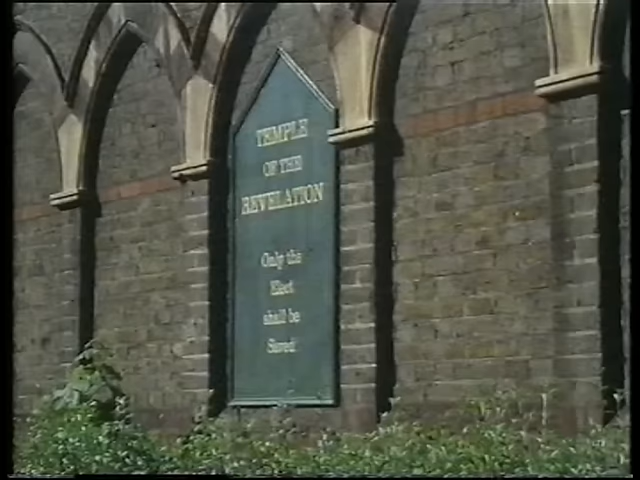 TEMPLE
OF THE
REVELATION
Only the
Elect
shall be
Saved